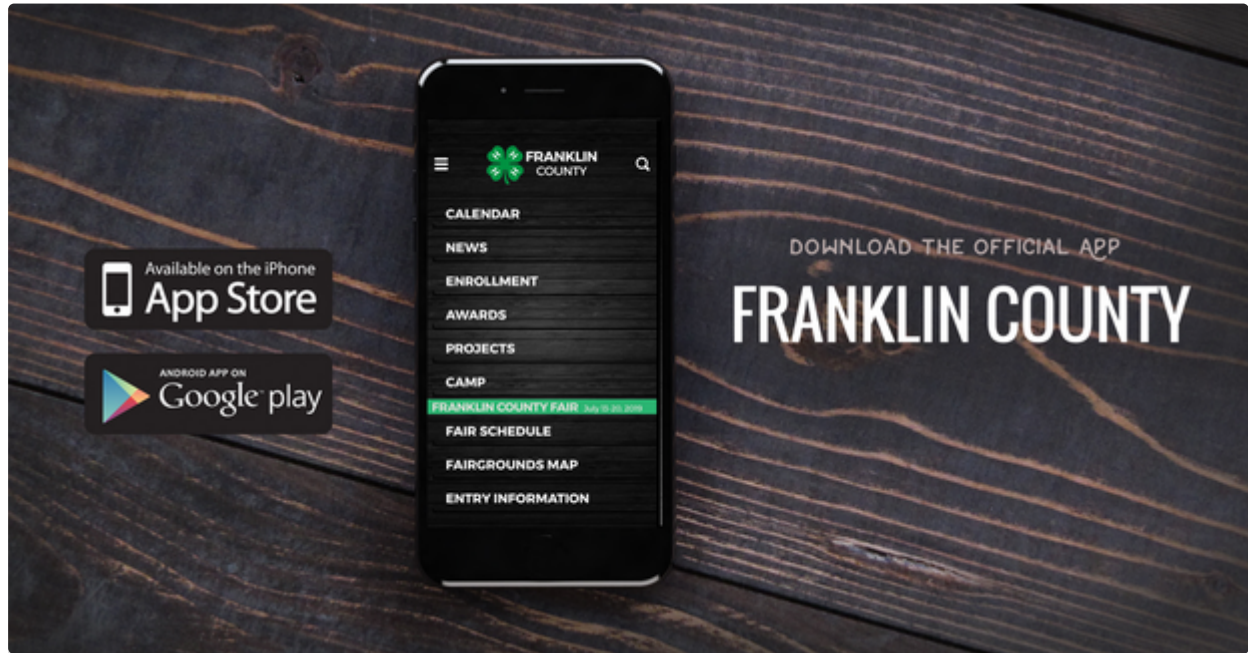 Available on the iPhone
App Store
ANDROID APP ON
Google play
FRANKLIN
COUNTY
CALENDAR
NEWS
ENROLLMENT
AWARDS
PROJECTS
CAMP
FRANKLIN COUNTY FAIR
FAIR SCHEDULE
FAIRGROUNDS MAP
ENTRY INFORMATION
DOWNLOAD THE OFFICIAL APP
FRANKLIN COUNTY